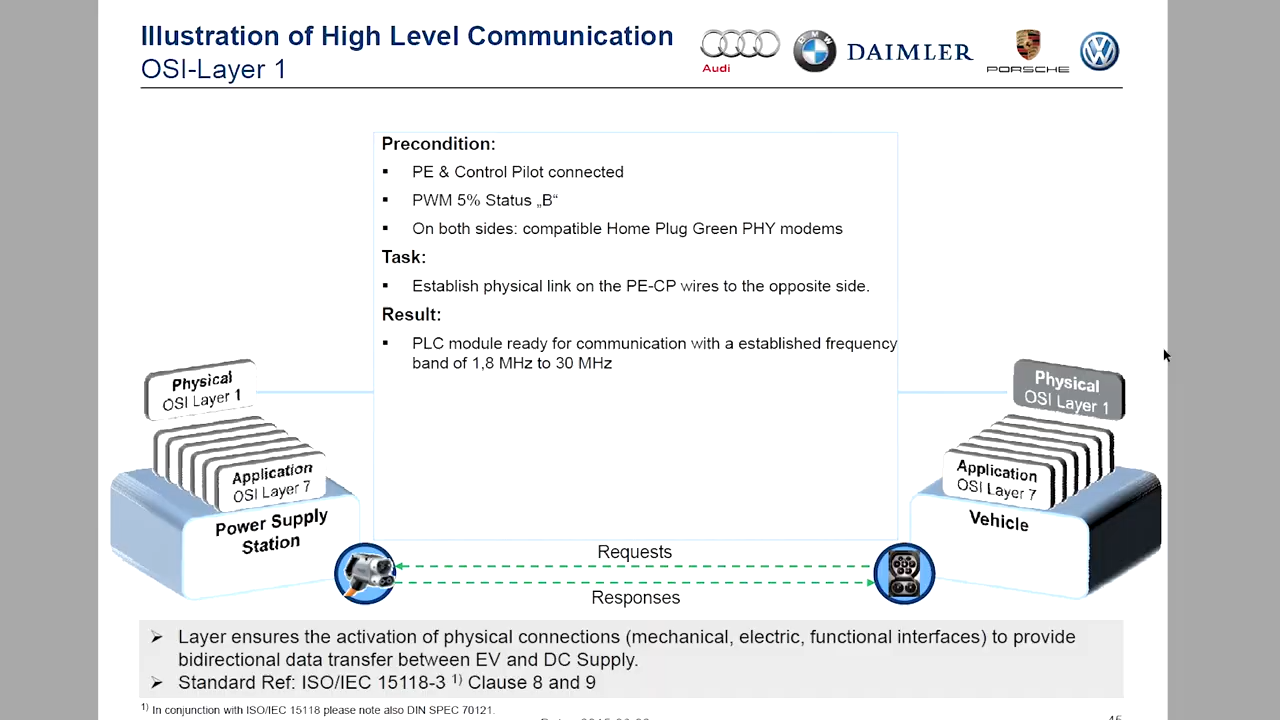 Illustration of High Level Communication
OSI-Layer 1
Audi
BMW
DAIMLER
PORSCHE
Precondition:
▪ PE & Control Pilot connected
▪ PWM 5% Status „B“
▪ On both sides: compatible Home Plug Green PHY modems
Task:
▪ Establish physical link on the PE-CP wires to the opposite side.
Result:
▪ PLC module ready for communication with a established frequency
band of 1,8 MHz to 30 MHz
Physical
OSI Layer 1
Application
OSI Layer 7
Power Supply
Station
Physical
OSI Layer 1
Application
OSI Layer 7
Vehicle
Requests
Responses
➢ Layer ensures the activation of physical connections (mechanical, electric, functional interfaces) to provide
bidirectional data transfer between EV and DC Supply.
➢ Standard Ref: ISO/IEC 15118-3 1) Clause 8 and 9
1) In conjunction with ISO/IEC 15118 please note also DIN SPEC 70121.